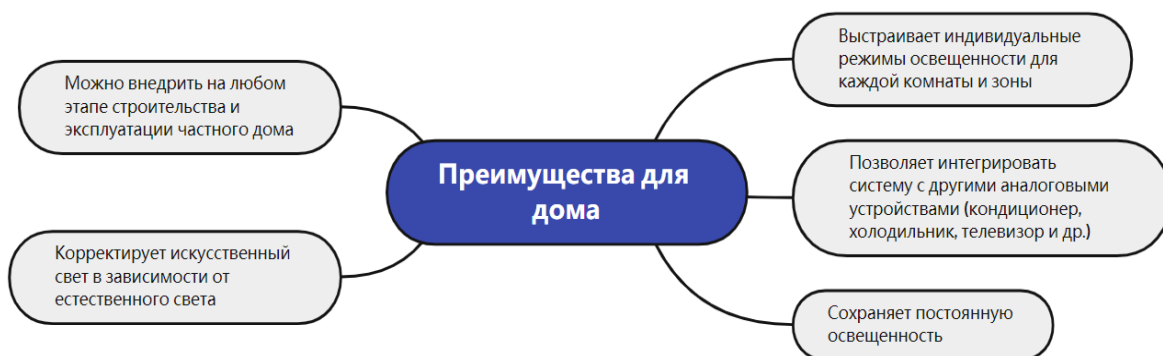 Можно внедрить на любом
этапе строительства и
эксплуатации частного дома
Корректирует искусственный
свет в зависимости от
естественного света
Преимущества для
дома
Выстраивает индивидуальные
режимы освещенности для
каждой комнаты и зоны
Позволяет интегрировать
систему с другими аналоговыми
устройствами (кондиционер,
холодильник, телевизор и др.)
Сохраняет постоянную
освещенность